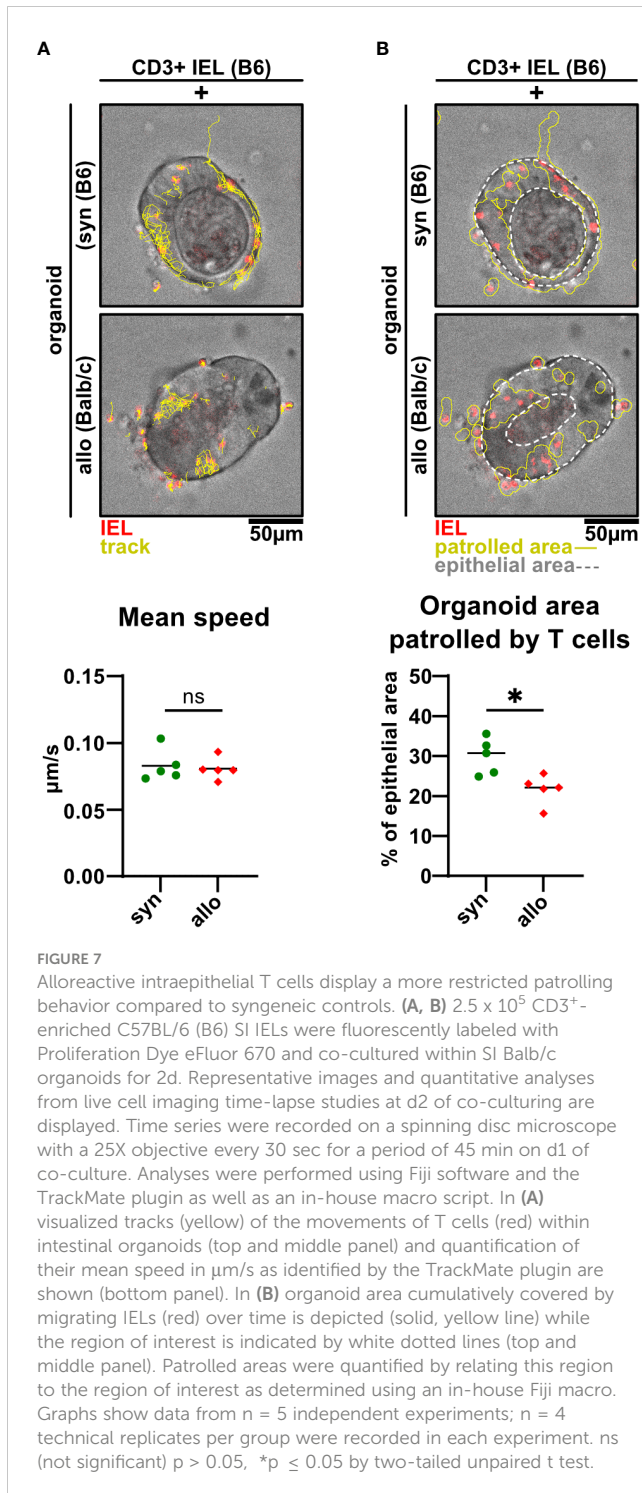 A
CD3+ IEL (B6)
+
organoid
(syn (B6)
allo (Balb/c)
IEL
track
50µm
B
CD3+ IEL (B6)
+
organoid
syn (B6)
allo (Balb/c)
IEL
patrolled area
epithelial area---
50µm
Mean speed
µm/s
0.15
0.10
0.05
0.00
ns
syn
allo
Organoid area
patrolled by T cells
% of epithelial area
50
40
30
20
10
0
*
syn
allo
FIGURE 7
Alloreactive intraepithelial T cells display a more restricted patrolling
behavior compared to syngeneic controls. (A, B) 2.5 x 10⁵ CD3⁺-
enriched C57BL/6 (B6) SI IELs were fluorescently labeled with
Proliferation Dye eFluor 670 and co-cultured within SI Balb/c
organoids for 2d. Representative images and quantitative analyses
from live cell imaging time-lapse studies at d2 of co-culturing are
displayed. Time series were recorded on a spinning disc microscope
with a 25X objective every 30 sec for a period of 45 min on d1 of
co-culture. Analyses were performed using Fiji software and the
TrackMate plugin as well as an in-house macro script. In (A)
visualized tracks (yellow) of the movements of T cells (red) within
intestinal organoids (top and middle panel) and quantification of
their mean speed in µm/s as identified by the TrackMate plugin are
shown (bottom panel). In (B) organoid area cumulatively covered by
migrating IELs (red) over time is depicted (solid, yellow line) while
the region of interest is indicated by white dotted lines (top and
middle panel). Patrolled areas were quantified by relating this region
to the region of interest as determined using an in-house Fiji macro.
Graphs show data from n = 5 independent experiments; n = 4
technical replicates per group were recorded in each experiment. ns
(not significant) p > 0.05, *p ≤ 0.05 by two-tailed unpaired t test.